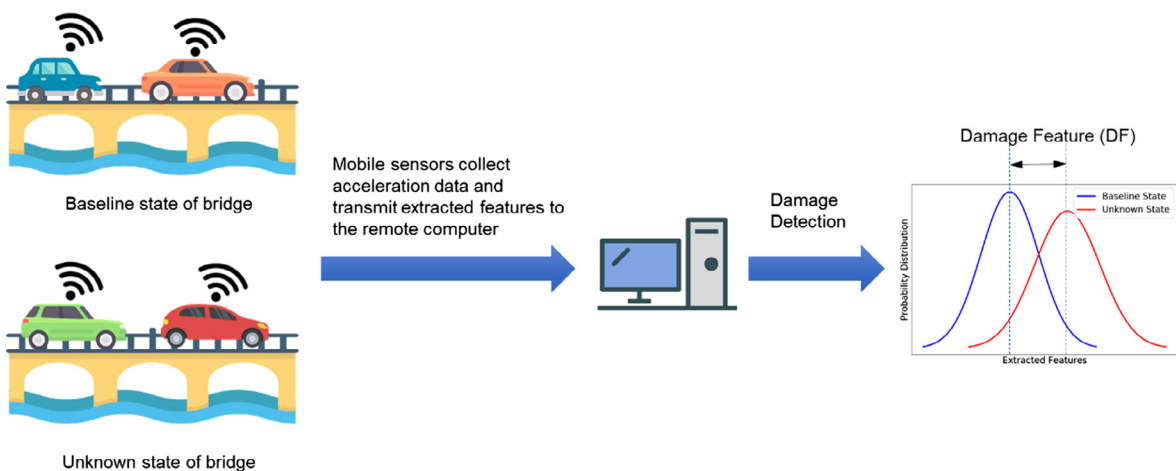 Baseline state of bridge
Unknown state of bridge
Mobile sensors collect
acceleration data and
transmit extracted features to
the remote computer
Damage
Detection
Damage Feature (DF)
Baseline State
Unknown State
Probability Distribution
Extracted Features